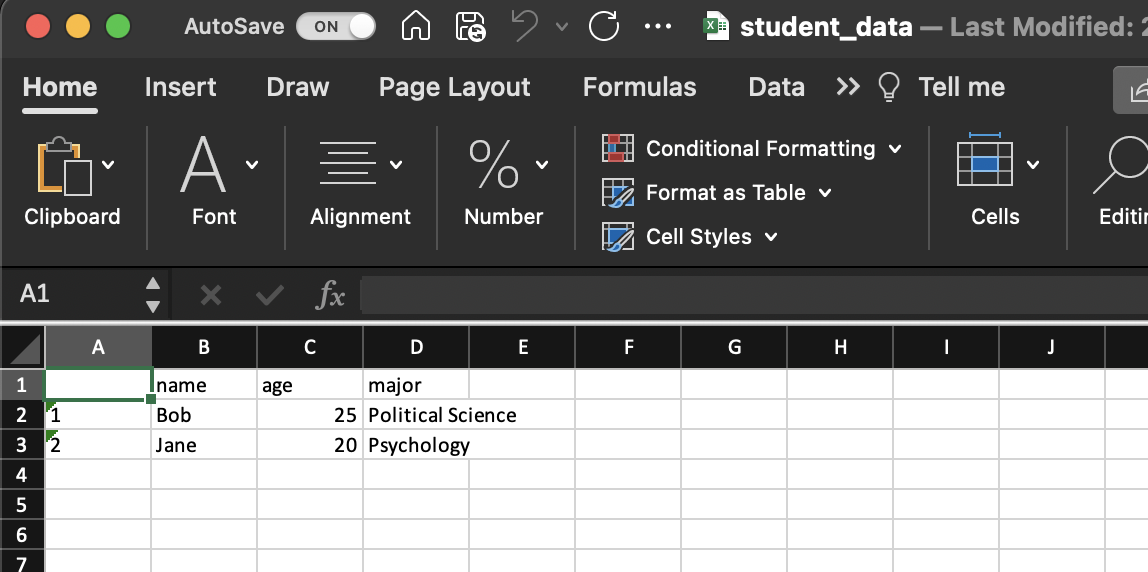 AutoSave ON student_data — Last Modified: 2
Home Insert Draw Page Layout Formulas Data Tell me
Conditional Formatting
Format as Table
Clipboard Font Alignment Number Cells Editin
Cell Styles
A1 fx
A B C D E F G H I J
1 name age major
2 1 Bob 25 Political Science
3 2 Jane 20 Psychology
4
5
6
7